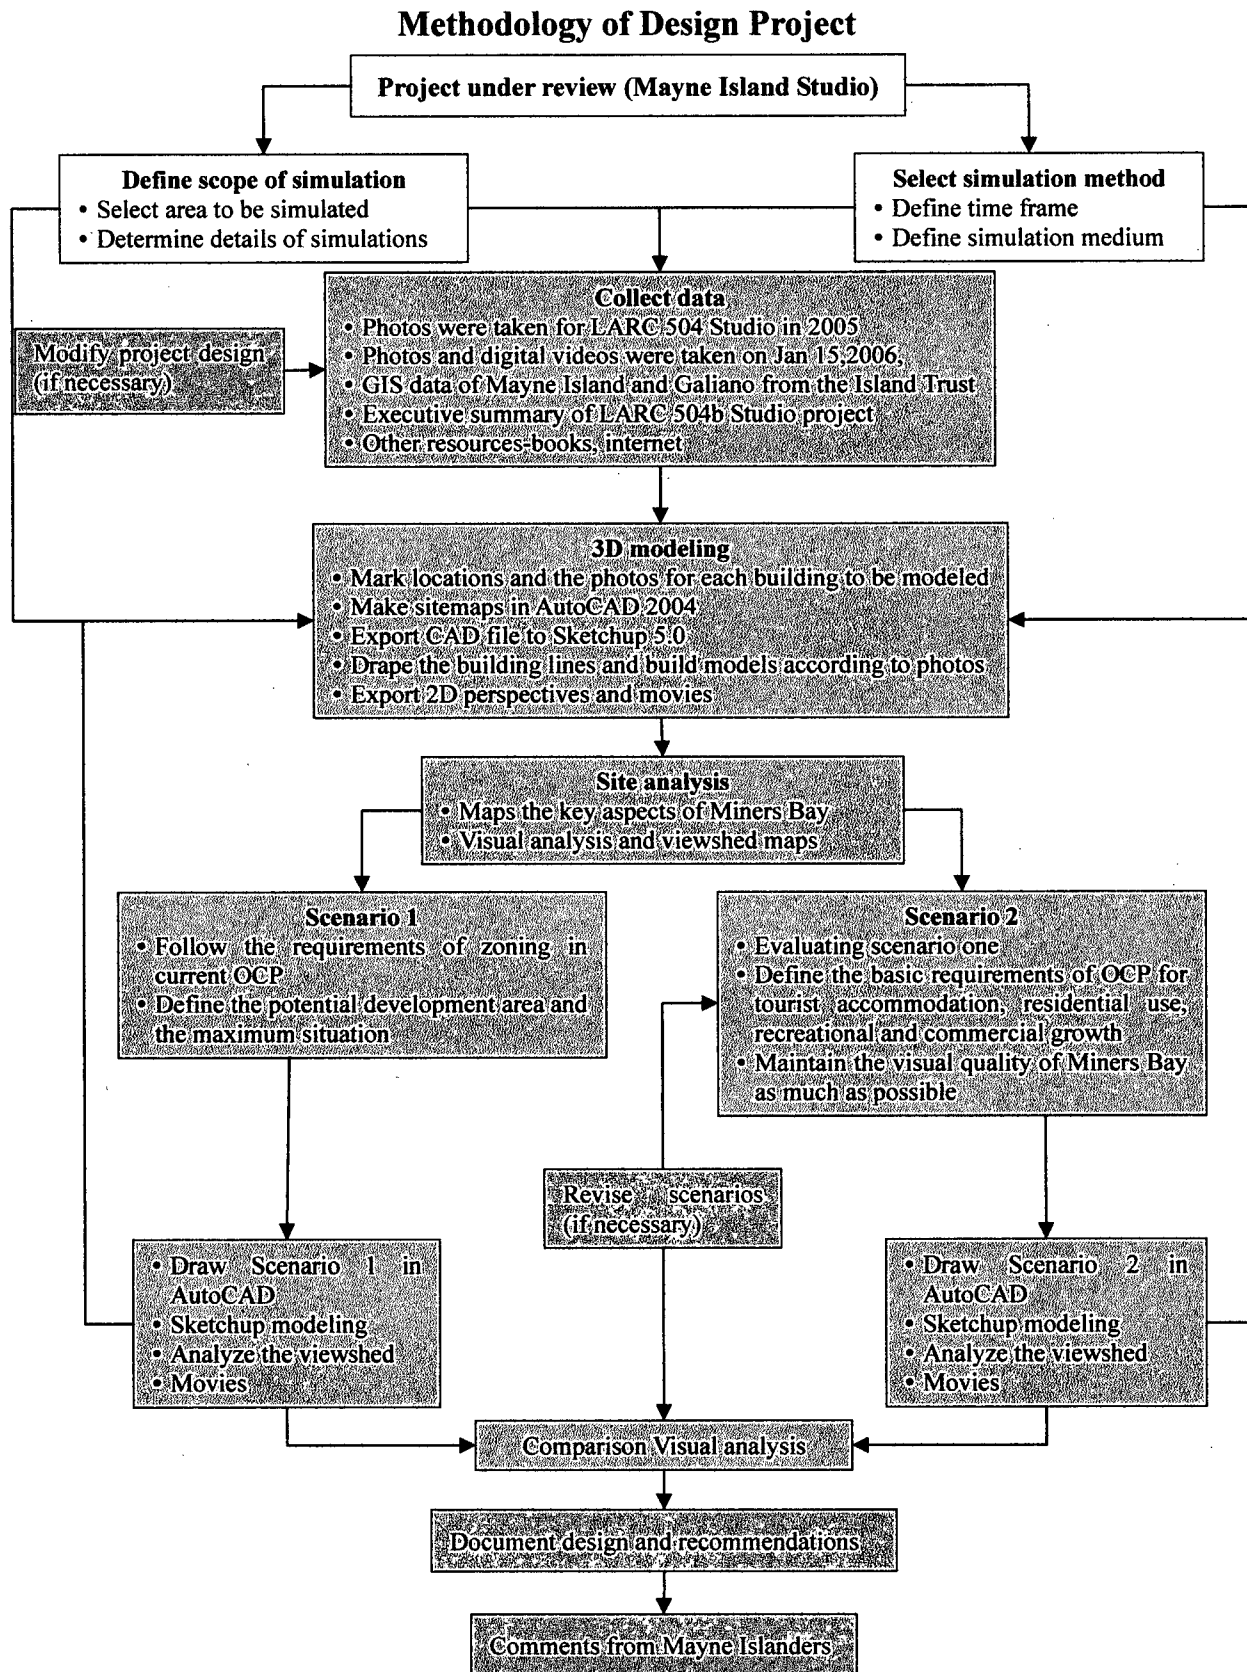 Methodology of Design Project
Project under review (Mayne Island Studio)
Define scope of simulation
• Select area to be simulated
• Determine details of simulations
Select simulation method
• Define time frame
• Define simulation medium
Collect data
• Photos were taken for LARC 504 Studio in 2005
• Photos and digital videos were taken on Jan 15,2006,
• GIS data of Mayne Island and Galiano from the Island Trust
• Executive summary of LARC 504b Studio project
• Other resources-books, internet
Modify project design
(if necessary)
3D modeling
• Mark locations and the photos for each building to be modeled
• Make sitemaps in AutoCAD 2004
• Export CAD file to Sketchup 5.0
• Drape the building lines and build models according to photos
• Export 2D perspectives and movies
Site analysis
• Maps the key aspects of Miners Bay
• Visual analysis and viewshed maps
Scenario 1
• Follow the requirements of zoning in
current OCP
• Define the potential development area and
the maximum situation
Scenario 2
• Evaluating scenario one
• Define the basic requirements of OCP for
tourist accommodation, residential use,
recreational and commercial growth
• Maintain the visual quality of Miners Bay
as much as possible
Revise scenarios
(if necessary)
• Draw Scenario 1 in
AutoCAD
• Sketchup modeling
• Analyze the viewshed
• Movies
• Draw Scenario 2 in
AutoCAD
• Sketchup modeling
• Analyze the viewshed
• Movies
Comparison Visual analysis
Document design and recommendations
Comments from Mayne Islanders